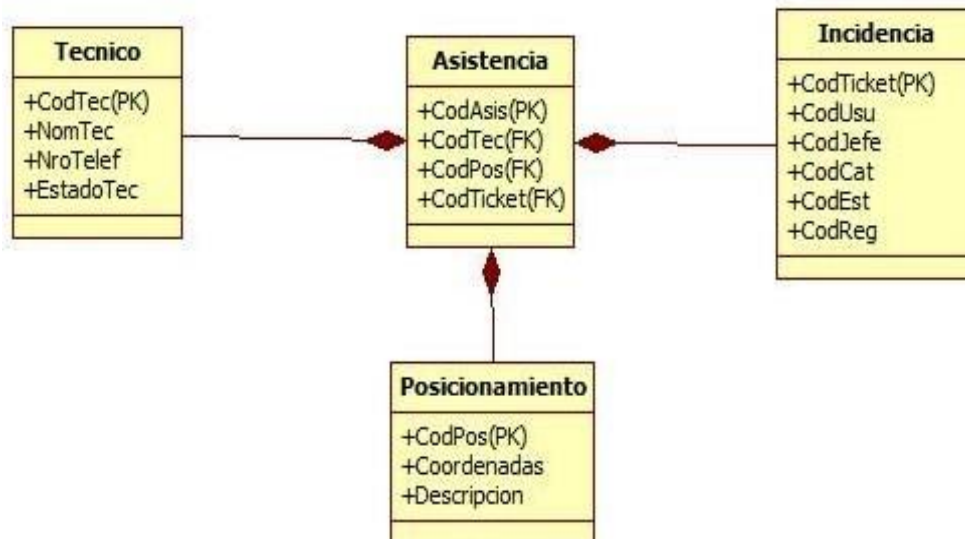 Tecnico
+CodTec(PK)
+NomTec
+NroTelef
+EstadoTec
Asistencia
+CodAsis(PK)
+CodTec(FK)
+CodPos(FK)
+CodTicket(FK)
Incidencia
+CodTicket(PK)
+CodUsu
+CodJefe
+CodCat
+CodEst
+CodReg
Posicionamiento
+CodPos(PK)
+Coordenadas
+Descripcion